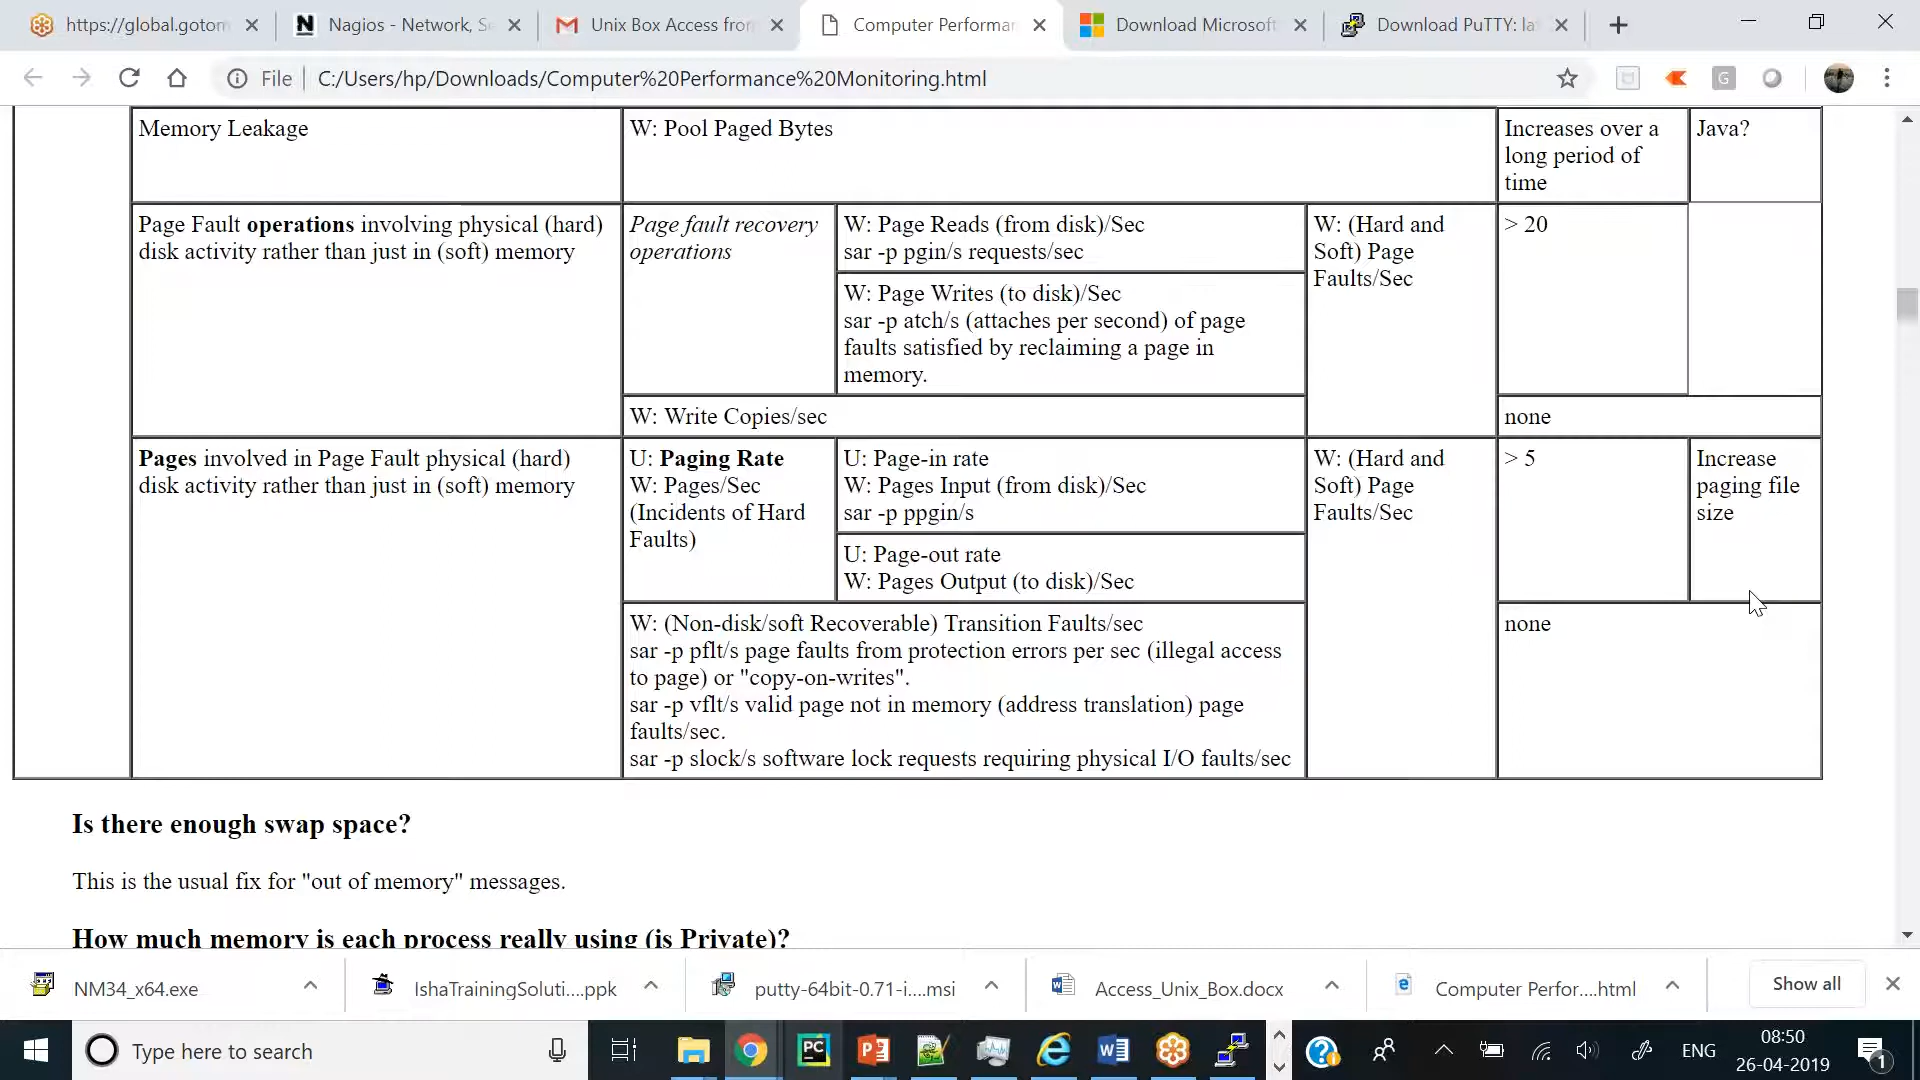 https://global.gotom
Nagios - Network, Se
Unix Box Access from
Computer Performan
Download Microsoft
Download PuTTY: la
File
C:/Users/hp/Downloads/Computer%20Performance%20Monitoring.html
Memory Leakage
W: Pool Paged Bytes
Increases over a
long period of
time
Java?
Page Fault operations involving physical (hard)
disk activity rather than just in (soft) memory
Page fault recovery
operations
W: Page Reads (from disk)/Sec
sar -p pgin/s requests/sec
W: Page Writes (to disk)/Sec
sar -p atch/s (attaches per second) of page
faults satisfied by reclaiming a page in
memory.
W: (Hard and
Soft) Page
Faults/Sec
> 20
W: Write Copies/sec
none
Pages involved in Page Fault physical (hard)
disk activity rather than just in (soft) memory
U: Paging Rate
W: Pages/Sec
(Incidents of Hard
Faults)
U: Page-in rate
W: Pages Input (from disk)/Sec
sar -p ppgin/s
U: Page-out rate
W: Pages Output (to disk)/Sec
W: (Hard and
Soft) Page
Faults/Sec
> 5
Increase
paging file
size
W: (Non-disk/soft Recoverable) Transition Faults/sec
sar -p pflt/s page faults from protection errors per sec (illegal access
to page) or "copy-on-writes".
sar -p vflt/s valid page not in memory (address translation) page
faults/sec.
sar -p slock/s software lock requests requiring physical I/O faults/sec
none
Is there enough swap space?
This is the usual fix for "out of memory" messages.
How much memory is each process really using (is Private)?
NM34_x64.exe
IshaTrainingSoluti....ppk
putty-64bit-0.71-i....msi
Access_Unix_Box.docx
Computer Perfor....html
Show all
Type here to search
ENG
08:50
26-04-2019
1